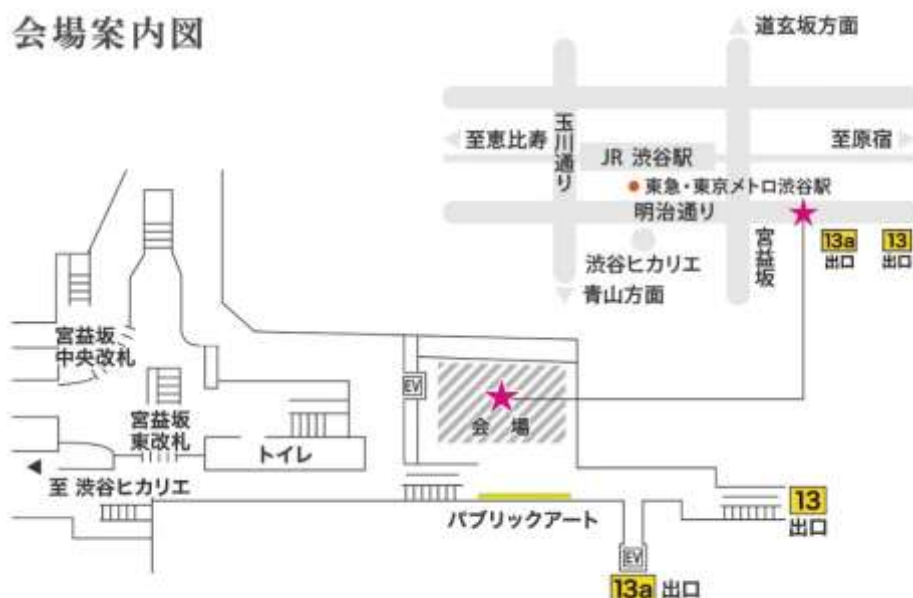 会場案内図
道玄坂方面
玉川通り
至恵比寿
JR 渋谷駅
至原宿
東急・東京メトロ渋谷駅
明治通り
13a
出口
13
出口
宮益坂
渋谷ヒカリエ
青山方面
宮益坂
中央改札
EV
会 場
宮益坂
東改札
トイレ
至 渋谷ヒカリエ
パブリックアート
13
出口
EV
13a 出口